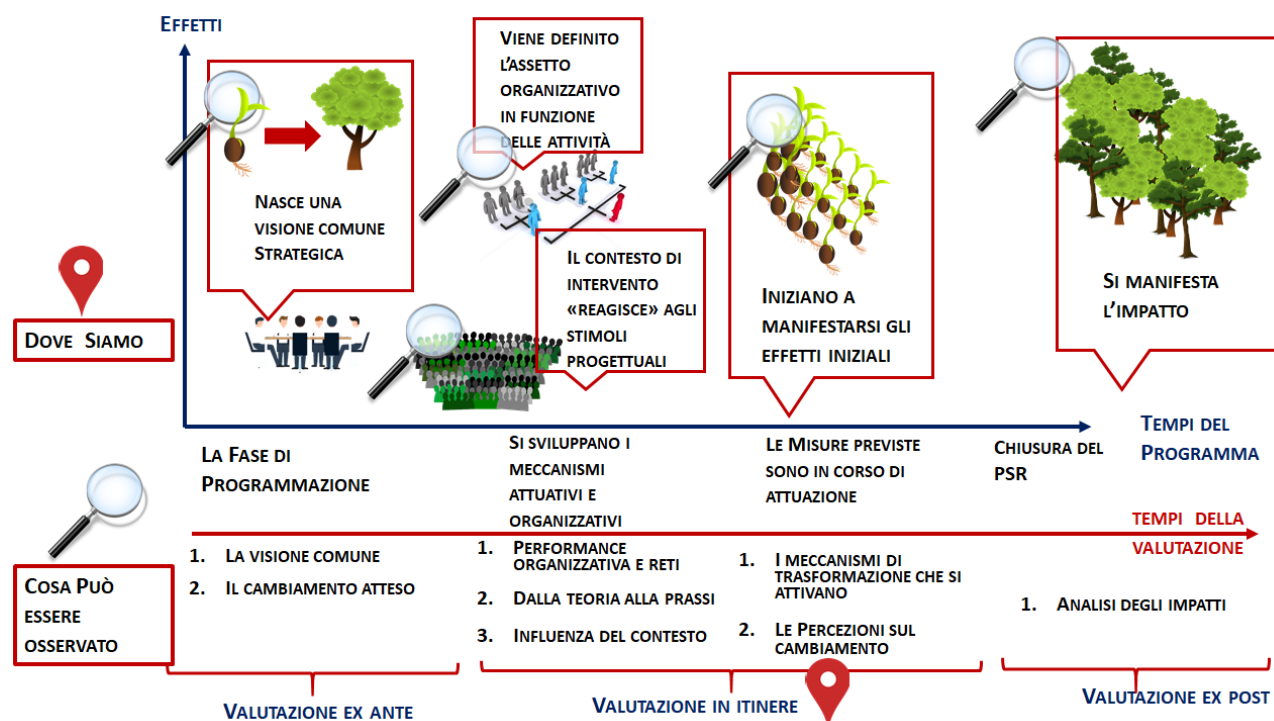 EFFETTI
NASCE UNA
VISIONE COMUNE
STRATEGICA
VIENE DEFINITO
L'ASSETTO
ORGANIZZATIVO
IN FUNZIONE
DELLE ATTIVITÀ
IL CONTESTO DI
INTERVENTO
«REAGISCE» AGLI
STIMOLI
PROGETTUALI
INIZIANO A
MANIFESTARSI GLI
EFFETTI INIZIALI
SI MANIFESTA
L'IMPATTO
DOVE SIAMO
TEMPI DEL
PROGRAMMA
LA FASE DI
PROGRAMMAZIONE
SI SVILUPPANO I
MECCANISMI
ATTUATIVI E
ORGANIZZATIVI
LE MISURE PREVISTE
SONO IN CORSO DI
ATTUAZIONE
CHIUSURA DEL
PSR
TEMPI DELLA
VALUTAZIONE
COSA PUÒ
ESSERE
OSSERVATO
1. LA VISIONE COMUNE
2. IL CAMBIAMENTO ATTESO
1. PERFORMANCE
ORGANIZZATIVA E RETI
2. DALLA TEORIA ALLA PRASSI
3. INFLUENZA DEL CONTESTO
1. I MECCANISMI DI
TRASFORMAZIONE CHE SI
ATTIVANO
2. LE PERCEZIONI SUL
CAMBIAMENTO
1. ANALISI DEGLI IMPATTI
VALUTAZIONE EX ANTE
VALUTAZIONE IN ITINERE
VALUTAZIONE EX POST